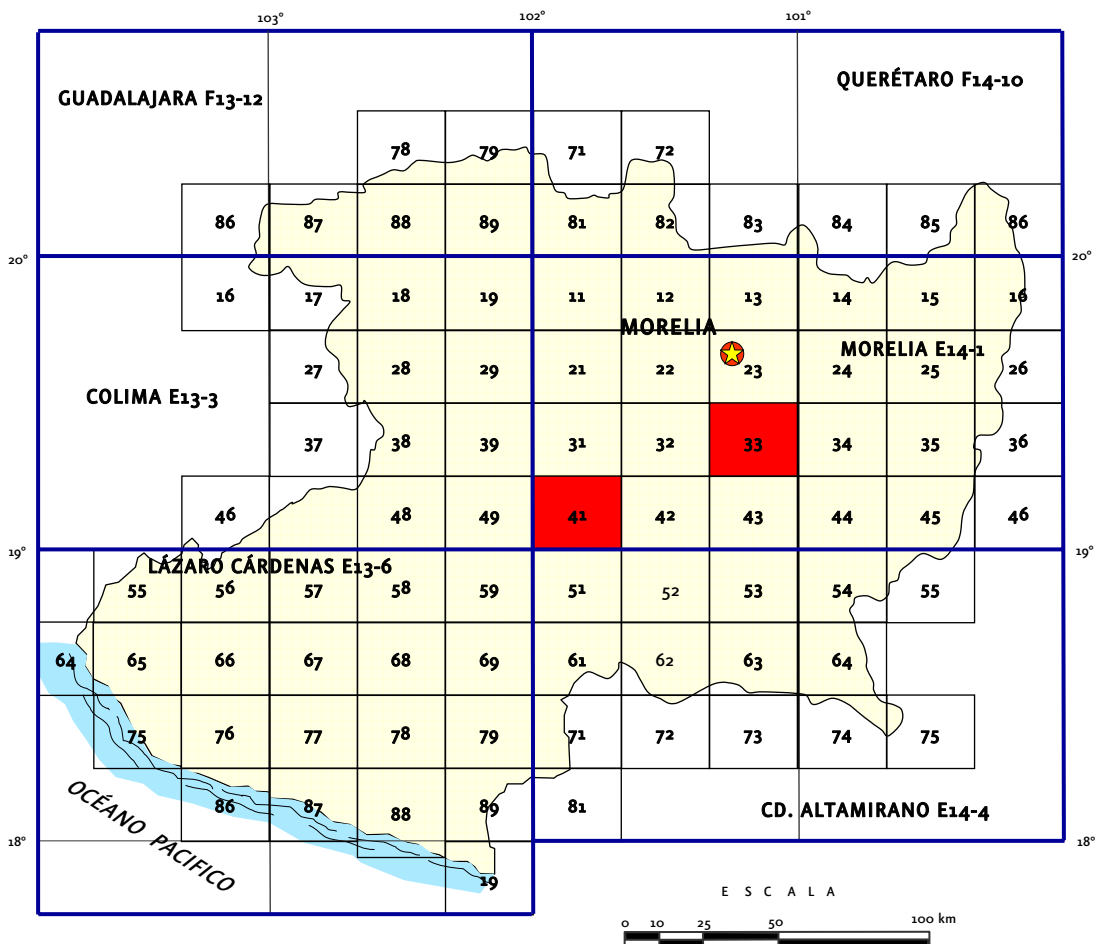 103° 102° 101°
GUADALAJARA F13-12
QUERÉTARO F14-10
78 79 71 72
86 87 88 89 81 82 83 84 85 86
20° 20°
16 17 18 19 11 12 13 14 15 16
MORELIA
MORELIA E14-1
27 28 29 21 22 23 24 25 26
COLIMA E13-3
37 38 39 31 32 33 34 35 36
46 48 49 41 42 43 44 45 46
19° 19°
LÁZARO CÁRDENAS E13-6
55 56 57 58 59 51 52 53 54 55
64 65 66 67 68 69 61 62 63 64
75 76 77 78 79 71 72 73 74 75
86 87 88 89 81
CD. ALTAMIRANO E14-4
OCÉANO PACIFICO
18° 18°
19
ESCALA
0 10 25 50 100 km